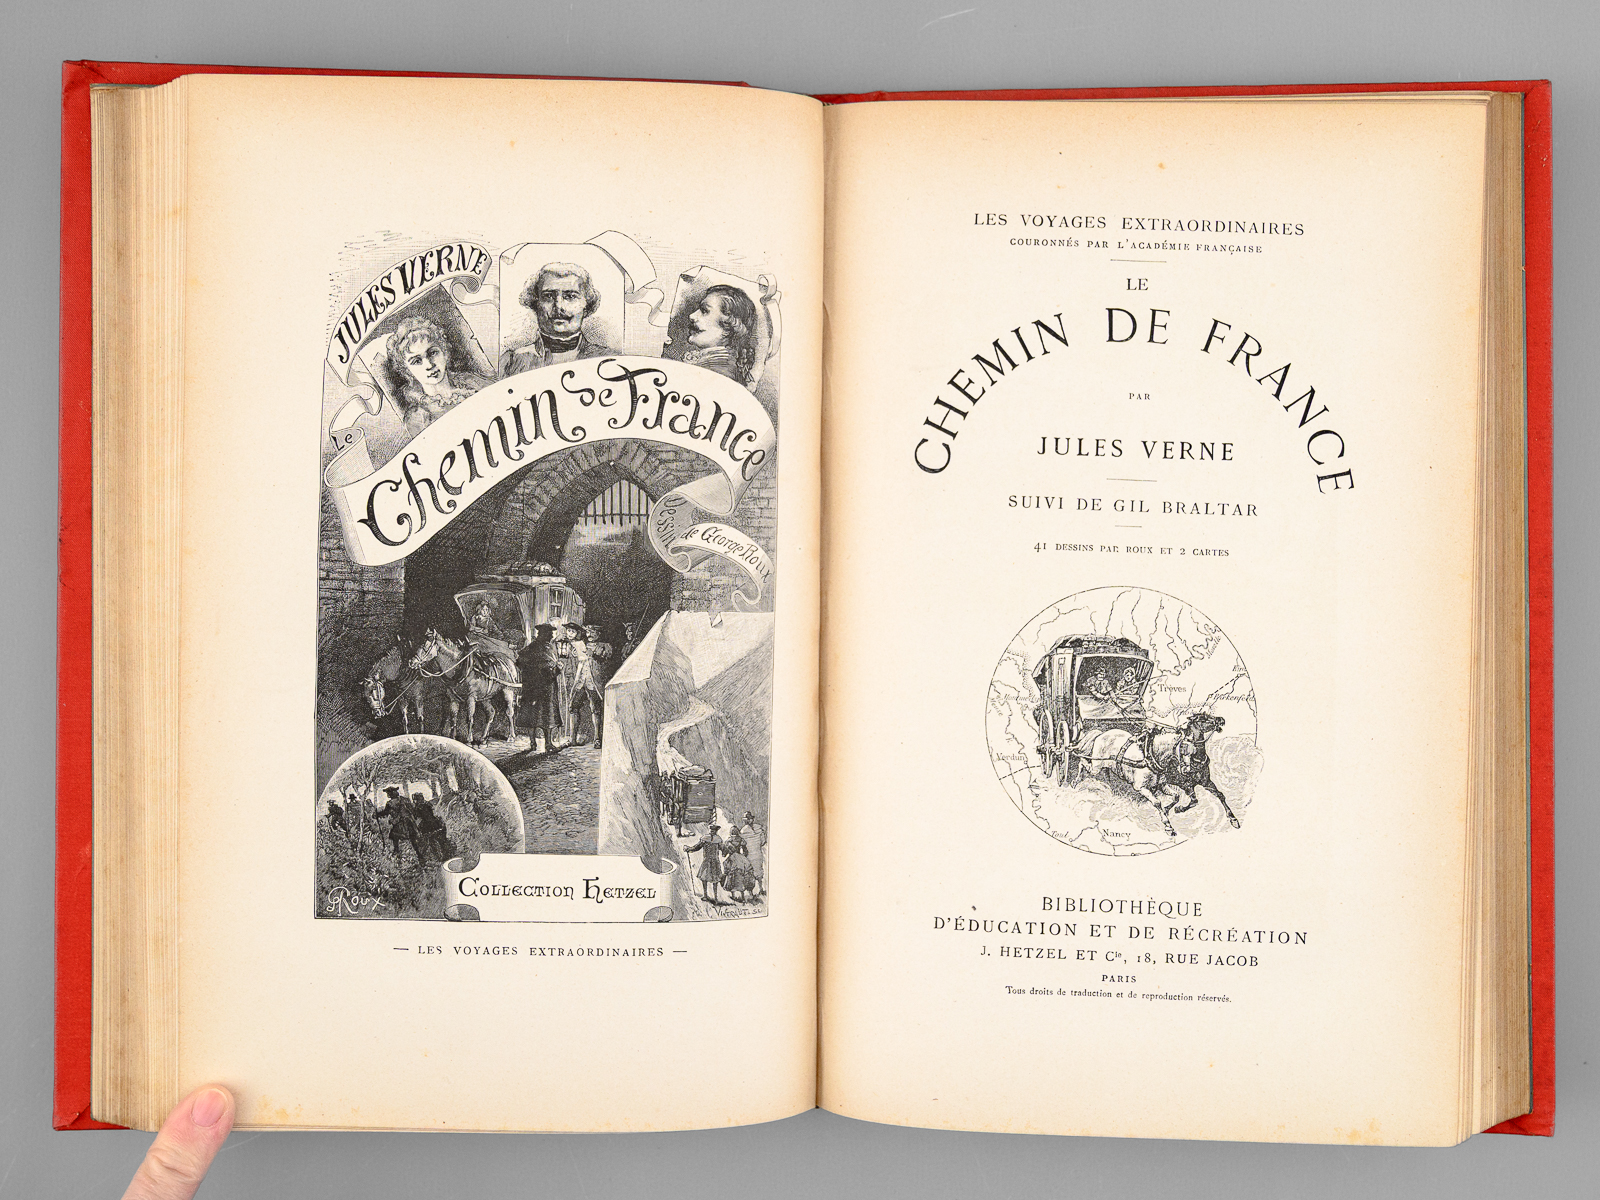 JULES VERNE
Le
Chemin de France
Dessin
de George Roux
GRoux
Collection Hetzel
— LES VOYAGES EXTRAORDINAIRES —
LES VOYAGES EXTRAORDINAIRES
COURONNÉS PAR L'ACADÉMIE FRANÇAISE
LE
CHEMIN DE FRANCE
PAR
JULES VERNE
SUIVI DE GIL BRALTAR
41 DESSINS PAR ROUX ET 2 CARTES
Trèves
Verdun
Toul
Nancy
BIBLIOTHÈQUE
D'ÉDUCATION ET DE RÉCRÉATION
J. HETZEL ET Cie, 18, RUE JACOB
PARIS
Tous droits de traduction et de reproduction réservés.